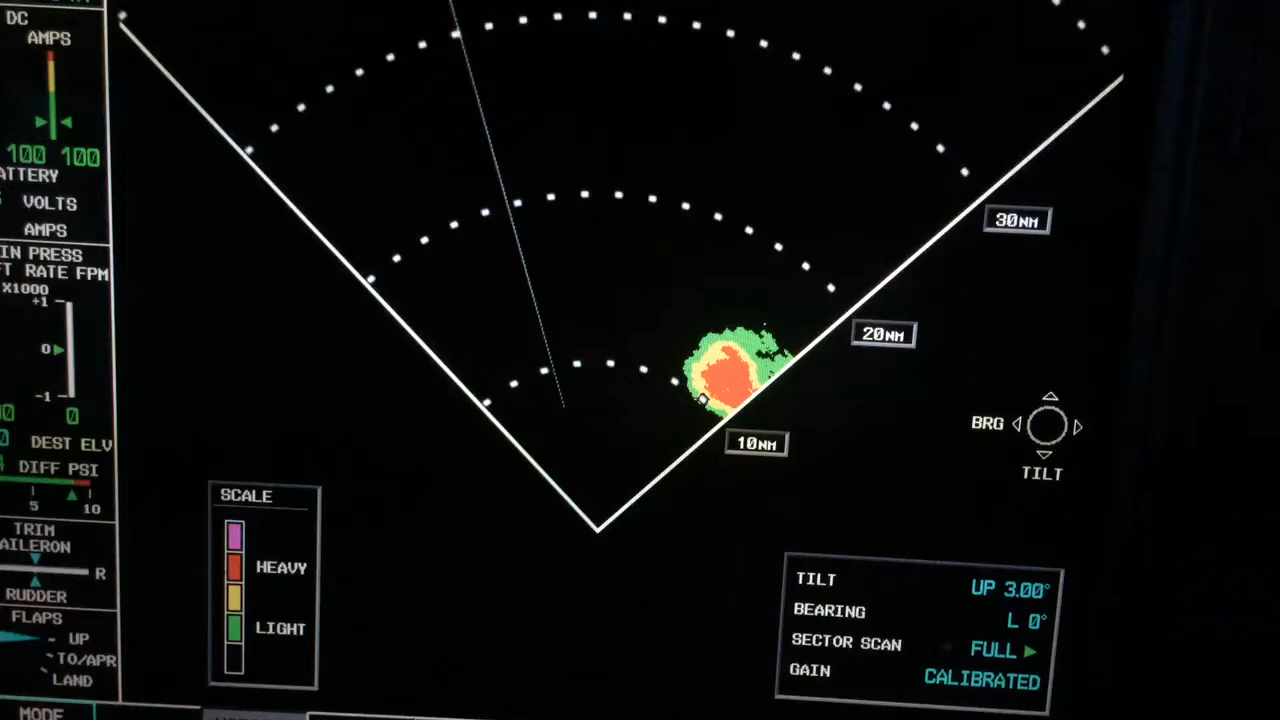 DC
AMPS
100 100
ATTERY
VOLTS
AMPS
IN PRESS
FT RATE FPM
X1000
+1
0
-1
0
DEST ELV
DIFF PSI
5 10
TRIM
AILERON
R
RUDDER
FLAPS
UP
TO/APR
LAND
MODE
SCALE
HEAVY
LIGHT
30NM
20NM
10NM
BRG
TILT
TILT UP 3.00°
BEARING L 0°
SECTOR SCAN FULL
GAIN CALIBRATED